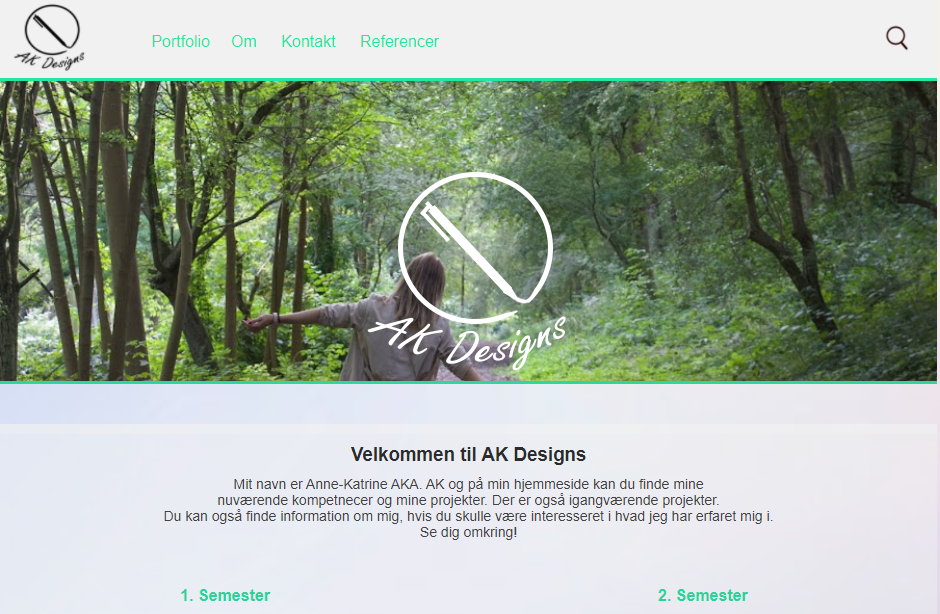 AK Designs
Portfolio Om Kontakt Referencer
AK Designs
Velkommen til AK Designs
Mit navn er Anne-Katrine AKA. AK og på min hjemmeside kan du finde mine
nuværende kompetnecer og mine projekter. Der er også igangværende projekter.
Du kan også finde information om mig, hvis du skulle være interesseret i hvad jeg har erfaret mig i.
Se dig omkring!
1. Semester 2. Semester